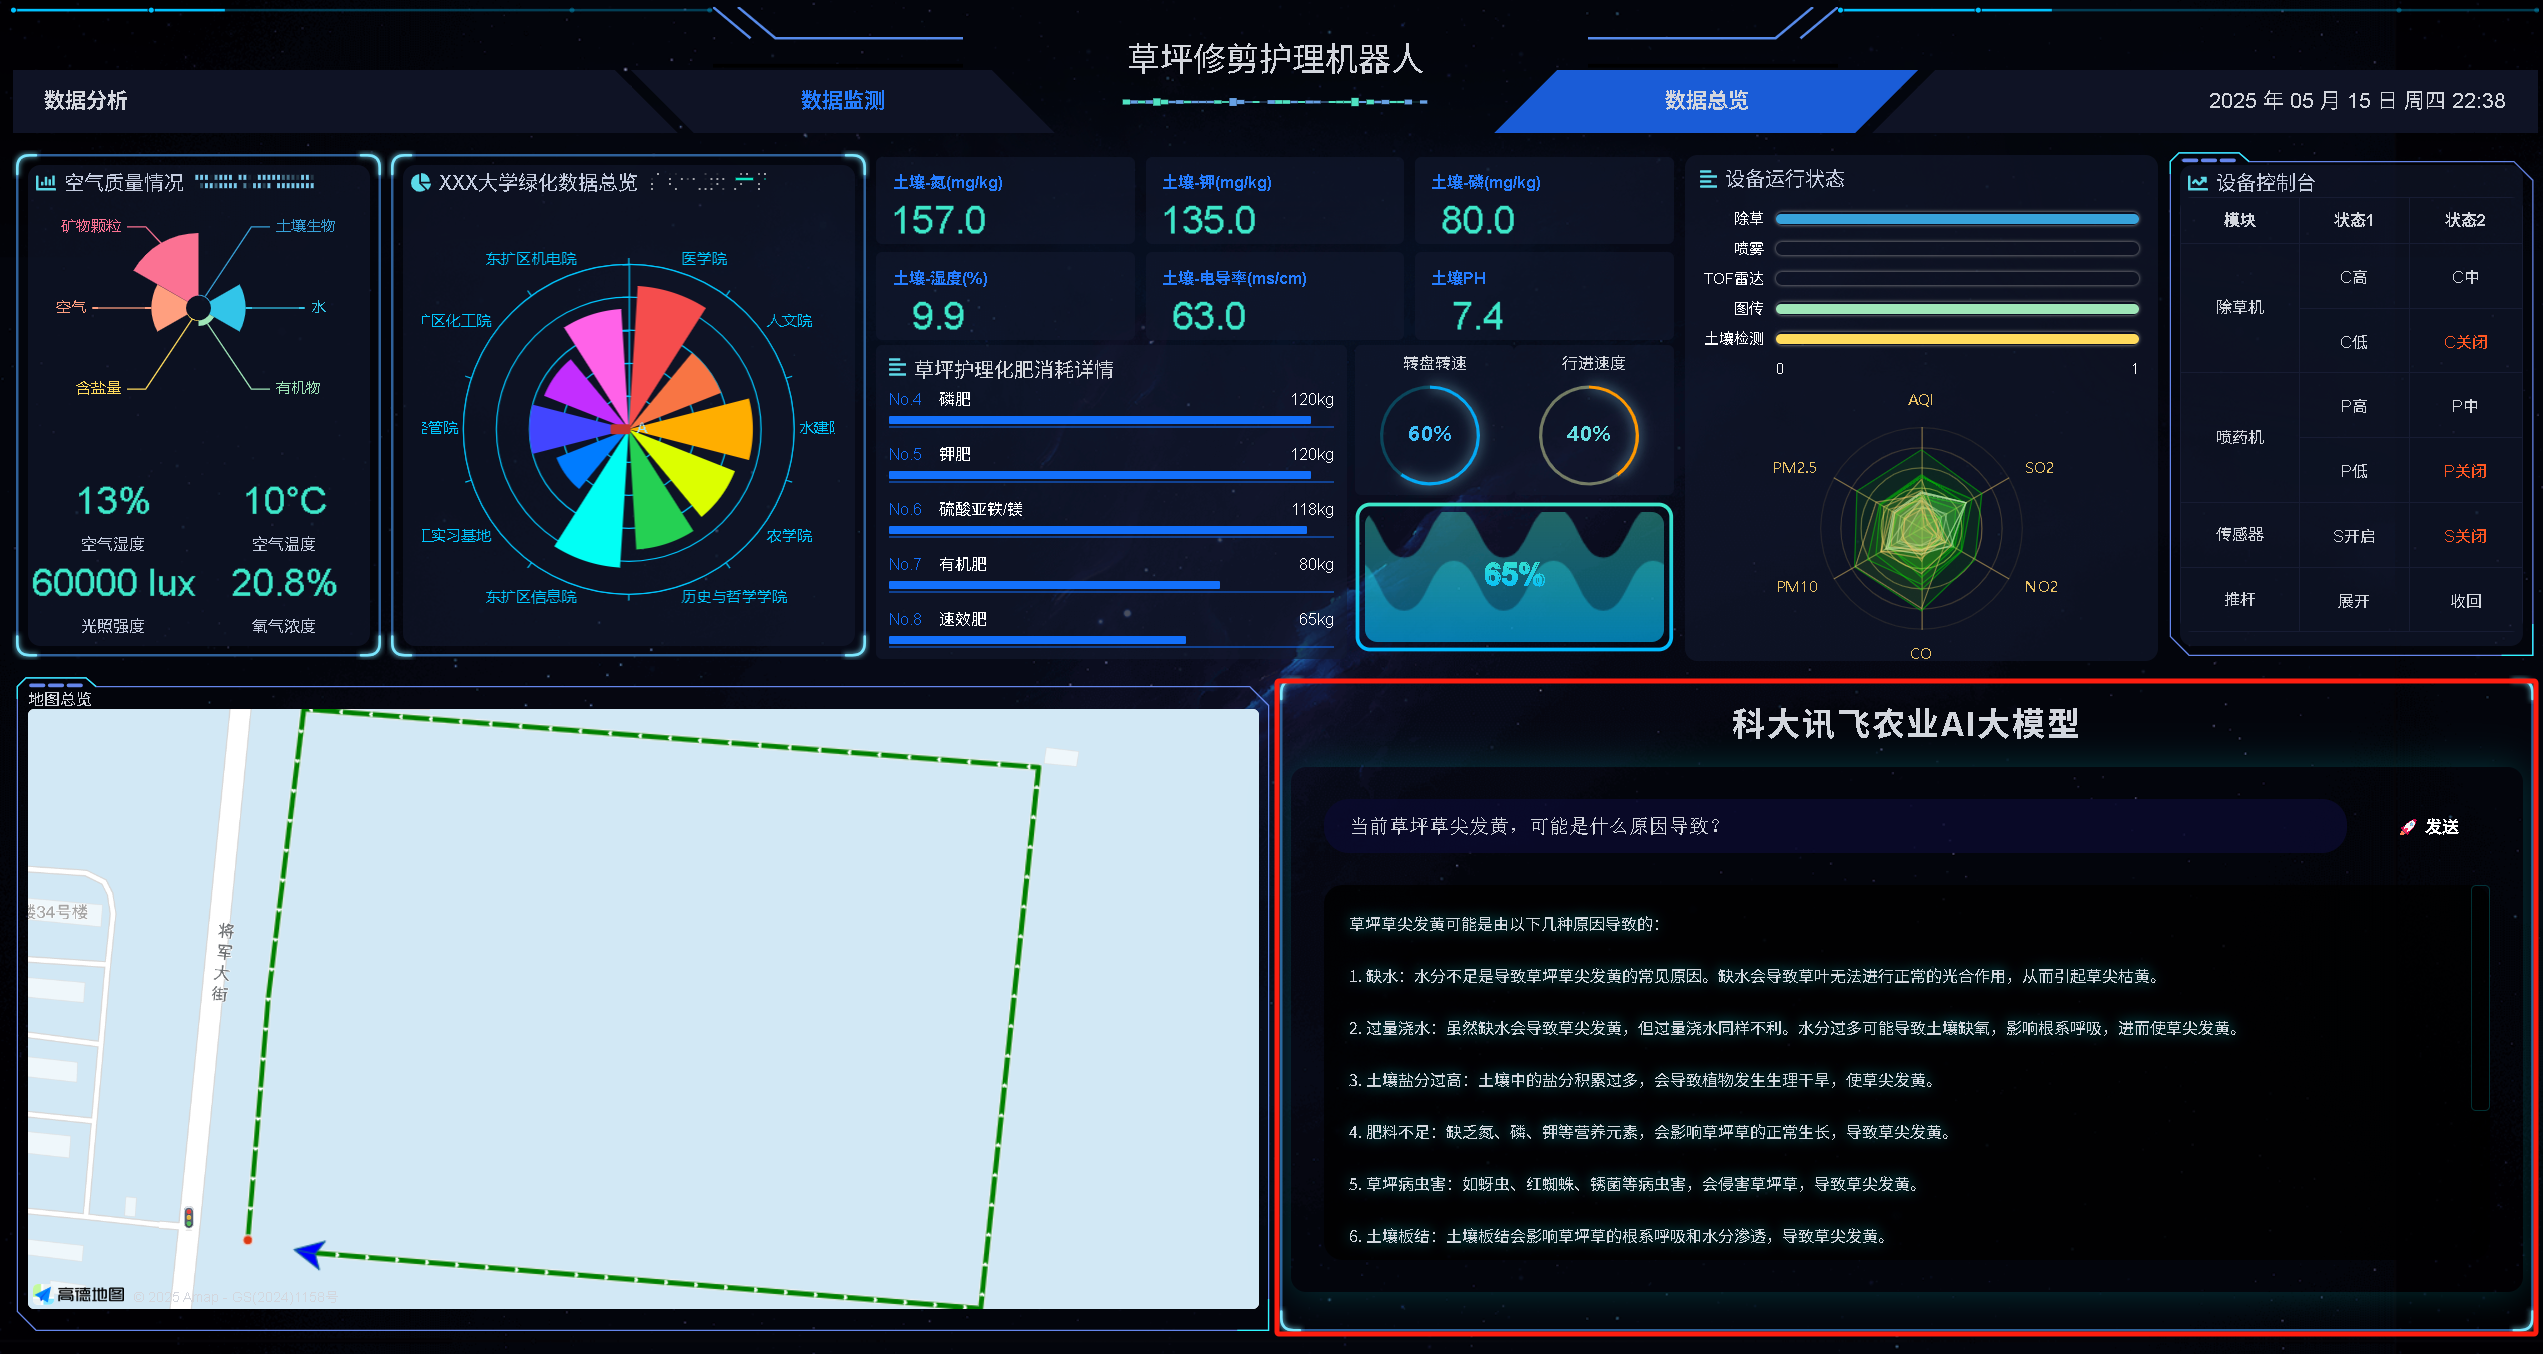 草坪修剪护理机器人
数据分析
数据监测
数据总览
2025 年 05 月 15 日 周四 22:38
空气质量情况
矿物颗粒
土壤生物
空气
水
含盐量
有机物
13%
10°C
空气湿度
空气温度
60000 lux
20.8%
光照强度
氧气浓度
XXX大学绿化数据总览
东扩区机电院
医学院
扩区化工院
人文院
经管院
水建院
工实习基地
农学院
东扩区信息院
历史与哲学学院
土壤-氮(mg/kg)
157.0
土壤-钾(mg/kg)
135.0
土壤-磷(mg/kg)
80.0
土壤-湿度(%)
9.9
土壤-电导率(ms/cm)
63.0
土壤PH
7.4
草坪护理化肥消耗详情
No.4 磷肥 120kg
No.5 钾肥 120kg
No.6 硫酸亚铁/镁 118kg
No.7 有机肥 80kg
No.8 速效肥 65kg
转盘转速
行进速度
60%
40%
65%
设备运行状态
除草
喷雾
TOF雷达
图传
土壤检测
0 1
AQI
PM2.5
SO2
PM10
NO2
CO
设备控制台
模块 状态1 状态2
除草机
C高 C中
C低 C关闭
喷药机
P高 P中
P低 P关闭
传感器 S开启 S关闭
推杆 展开 收回
地图总览
楼34号楼
将军大街
高德地图
© 2025 Amap - GS(2024)1158号
科大讯飞农业AI大模型
当前草坪草尖发黄，可能是什么原因导致？
🚀 发送
草坪草尖发黄可能是由以下几种原因导致的：
1. 缺水：水分不足是导致草坪草尖发黄的常见原因。缺水会导致草叶无法进行正常的光合作用，从而引起草尖枯黄。
2. 过量浇水：虽然缺水会导致草尖发黄，但过量浇水同样不利。水分过多可能导致土壤缺氧，影响根系呼吸，进而使草尖发黄。
3. 土壤盐分过高：土壤中的盐分积累过多，会导致植物发生生理干旱，使草尖发黄。
4. 肥料不足：缺乏氮、磷、钾等营养元素，会影响草坪草的正常生长，导致草尖发黄。
5. 草坪病虫害：如蚜虫、红蜘蛛、锈菌等病虫害，会侵害草坪草，导致草尖发黄。
6. 土壤板结：土壤板结会影响草坪草的根系呼吸和水分渗透，导致草尖发黄。